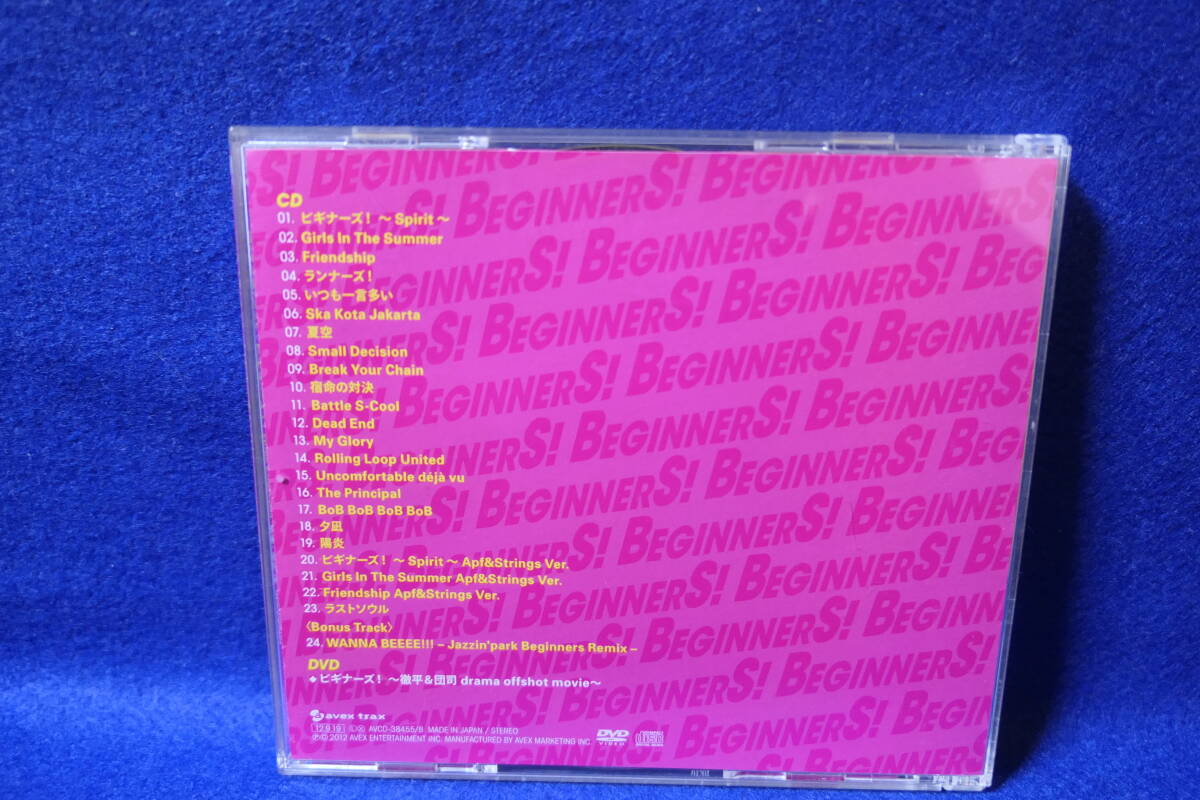 BEGINNERS! BEGINNERS! BEGINNERS!
CD
01. ビギナーズ! ～Spirit～
02. Girls In The Summer
03. Friendship
04. ランナーズ!
05. いつも一言多い
06. Ska Kota Jakarta
07. 夏空
08. Small Decision
09. Break Your Chain
10. 宿命の対決
11. Battle S-Cool
12. Dead End
13. My Glory
14. Rolling Loop United
15. Uncomfortable déjà vu
16. The Principal
17. BoB BoB BoB BoB
18. 夕凪
19. 陽炎
20. ビギナーズ! ～Spirit～ Apf&Strings Ver.
21. Girls In The Summer Apf&Strings Ver.
22. Friendship Apf&Strings Ver.
23. ラストソウル
〈Bonus Track〉
24. WANNA BEEEE!!! – Jazzin'park Beginners Remix –
DVD
◆ビギナーズ! ～徹平&団司 drama offshot movie～
avex trax
12・9・19 AVCD-38455/B MADE IN JAPAN / STEREO
℗© 2012 AVEX ENTERTAINMENT INC. MANUFACTURED BY AVEX MARKETING INC.
DVD VIDEO